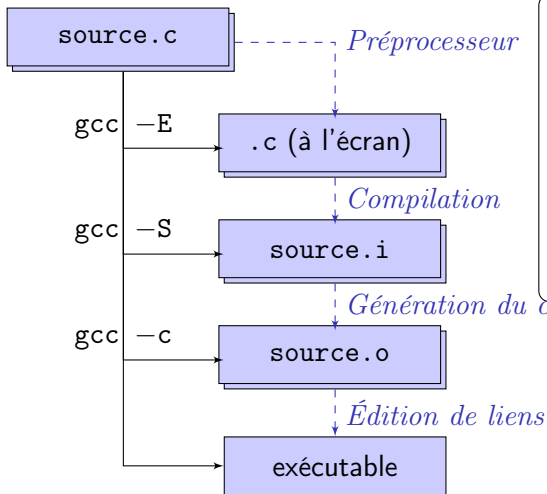 source.c
Préprocesseur
gcc -E
.c (à l'écran)
Compilation
gcc -S
source.i
Génération du
gcc -c
source.o
Édition de liens
exécutable